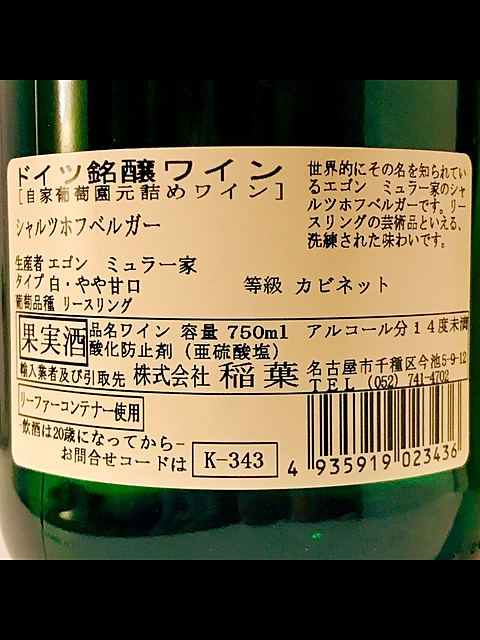 ドイツ銘醸ワイン
[自家葡萄園元詰めワイン]
シャルツホフベルガー
世界的にその名を知られてい
るエゴン ミュラー家のシャ
ルツホフベルガーです。リー
スリングの芸術品といえる、
洗練された味わいです。
生産者 エゴン ミュラー家
タイプ 白・やや甘口
等級 カビネット
葡萄品種 リースリング
果実酒
品名ワイン 容量 750ml アルコール分14度未満
酸化防止剤(亜硫酸塩)
輸入業者及び引取先 株式会社 稲葉
名古屋市千種区今池5-9-12
TEL (052) 741-4702
リーファーコンテナー使用
-飲酒は20歳になってから-
お問合せコードは K-343
4 935919 023436